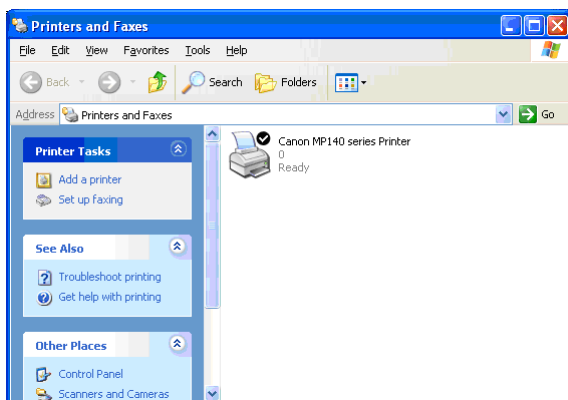 Printers and Faxes
File Edit View Favorites Tools Help
Back Search Folders
Address Printers and Faxes Go
Printer Tasks
Add a printer
Set up faxing
See Also
Troubleshoot printing
Get help with printing
Other Places
Control Panel
Scanners and Cameras
Canon MP140 series Printer
0
Ready